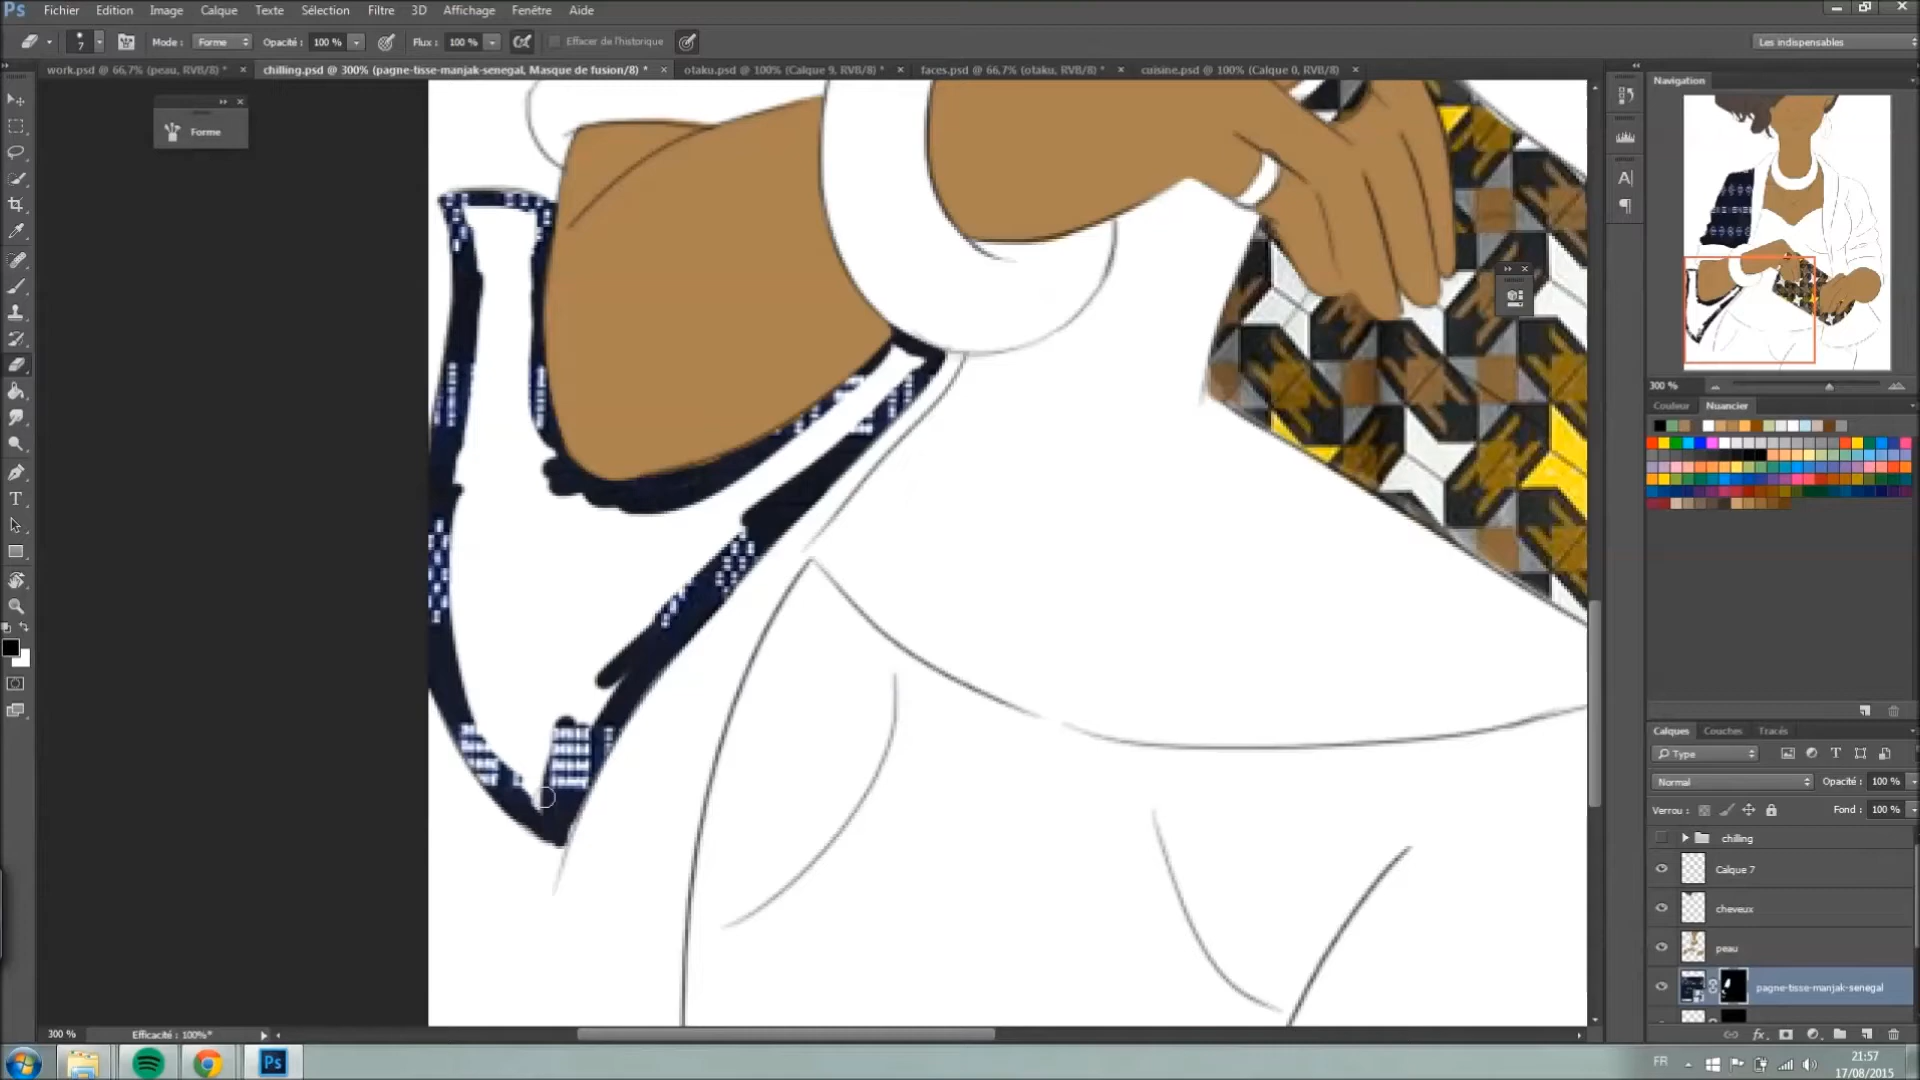 Ps Fichier Edition Image Calque Texte Sélection Filtre 3D Affichage Fenêtre Aide
7 Mode : Forme Opacité : 100 % Flux : 100 % Effacer de l'historique Les indispensables
work.psd @ 66,7% (peau, RVB/8) * × chilling.psd @ 300% (pagne-tisse-manjak-senegal, Masque de fusion/8) * × otaku.psd @ 100% (Calque 9, RVB/8) * × faces.psd @ 66,7% (otaku, RVB/8) * × cuisine.psd @ 100% (Calque 0, RVB/8) ×
Navigation
Forme
300 %
Couleur Nuancier
Calques Couches Tracés
Type
Normal Opacité : 100 %
Verrou : Fond : 100 %
chilling
Calque 7
cheveux
peau
pagne-tisse-manjak-senegal
300 % Efficacité : 100%*
Ps FR 21:57
17/08/2015